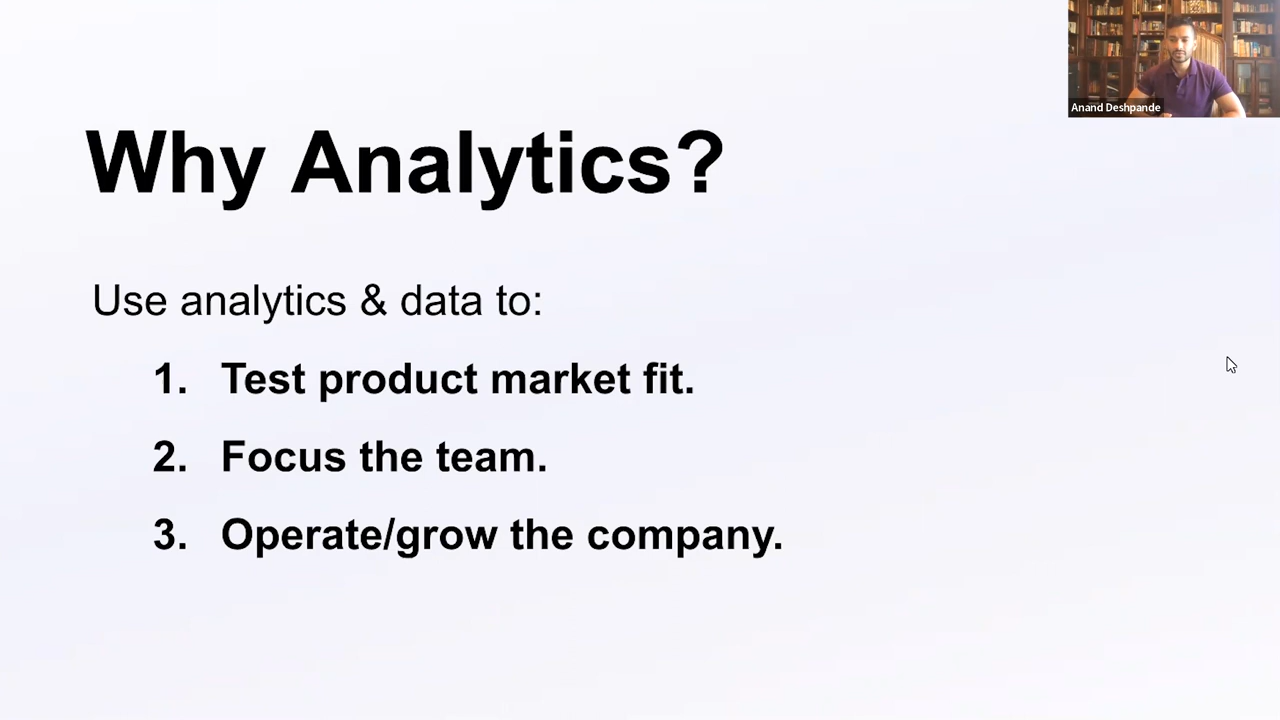 Anand Deshpande
Why Analytics?
Use analytics & data to:
1. Test product market fit.
2. Focus the team.
3. Operate/grow the company.